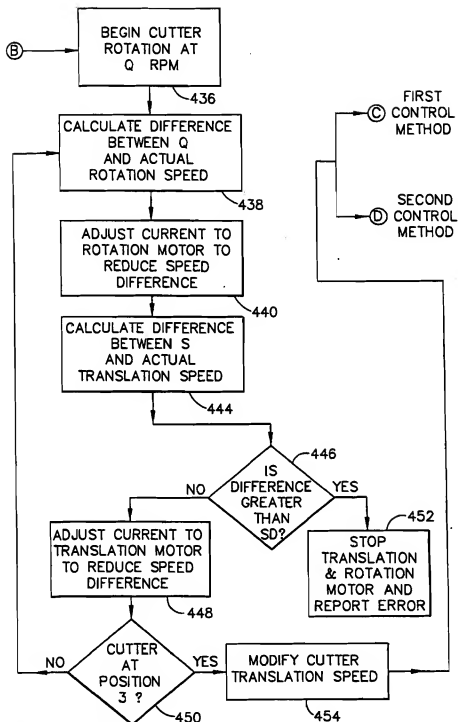 B
BEGIN CUTTER
ROTATION AT
Q RPM
436
CALCULATE DIFFERENCE
BETWEEN Q
AND ACTUAL
ROTATION SPEED
438
ADJUST CURRENT TO
ROTATION MOTOR TO
REDUCE SPEED
DIFFERENCE
440
CALCULATE DIFFERENCE
BETWEEN S
AND ACTUAL
TRANSLATION SPEED
444
446
IS
DIFFERENCE
GREATER
THAN
SD?
NO
YES
452
STOP
TRANSLATION
& ROTATION
MOTOR AND
REPORT ERROR
ADJUST CURRENT TO
TRANSLATION MOTOR
TO REDUCE SPEED
DIFFERENCE
448
CUTTER
AT
POSITION
3 ?
NO
YES
450
MODIFY CUTTER
TRANSLATION SPEED
454
C
FIRST
CONTROL
METHOD
D
SECOND
CONTROL
METHOD